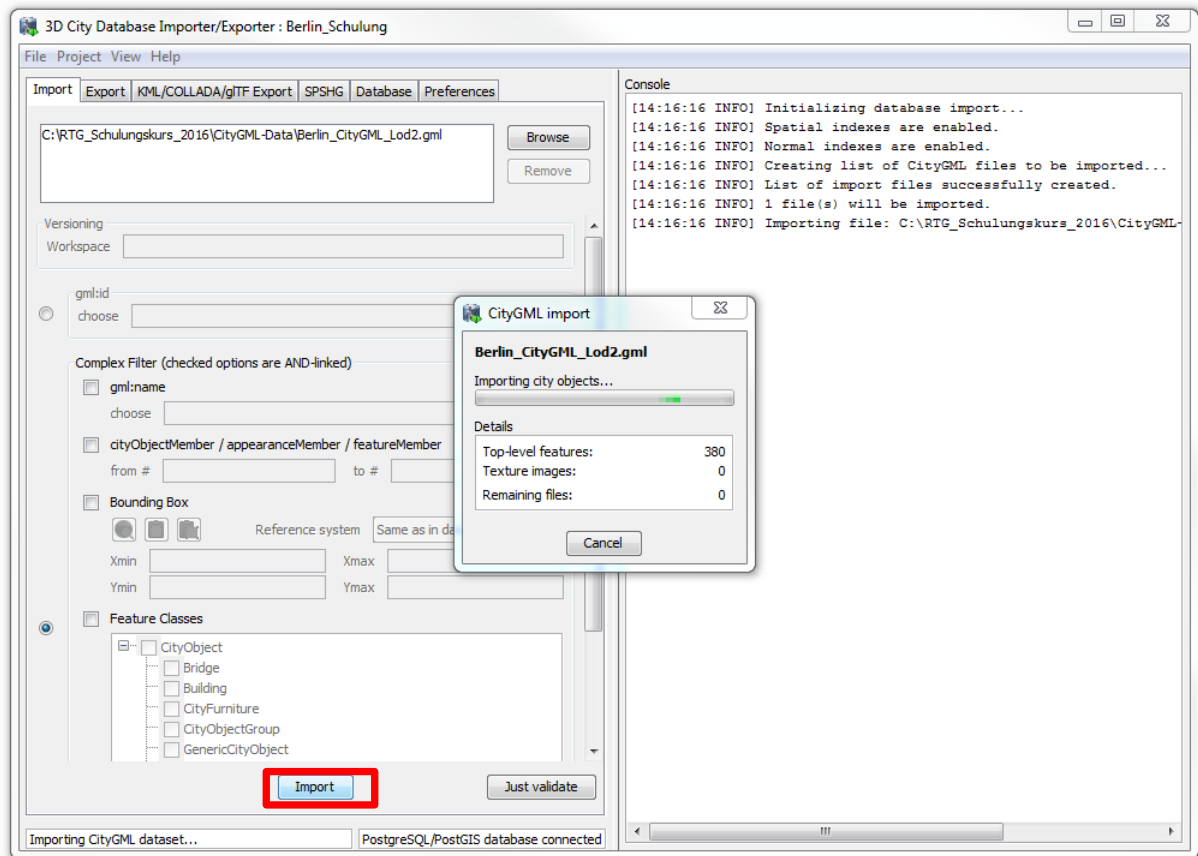 3D City Database Importer/Exporter : Berlin_Schulung
File Project View Help
Import Export KML/COLLADA/glTF Export SPSHG Database Preferences
C:\RTG_Schulungskurs_2016\CityGML-Data\Berlin_CityGML_Lod2.gml
Browse
Remove
Versioning
Workspace
gml:id
choose
Complex Filter (checked options are AND-linked)
gml:name
choose
cityObjectMember / appearanceMember / featureMember
from # to #
Bounding Box
Reference system Same as in da
Xmin Xmax
Ymin Ymax
Feature Classes
CityObject
Bridge
Building
CityFurniture
CityObjectGroup
GenericCityObject
Import Just validate
Importing CityGML dataset... PostgreSQL/PostGIS database connected
CityGML import
Berlin_CityGML_Lod2.gml
Importing city objects...
Details
Top-level features: 380
Texture images: 0
Remaining files: 0
Cancel
Console
[14:16:16 INFO] Initializing database import...
[14:16:16 INFO] Spatial indexes are enabled.
[14:16:16 INFO] Normal indexes are enabled.
[14:16:16 INFO] Creating list of CityGML files to be imported...
[14:16:16 INFO] List of import files successfully created.
[14:16:16 INFO] 1 file(s) will be imported.
[14:16:16 INFO] Importing file: C:\RTG_Schulungskurs_2016\CityGML-